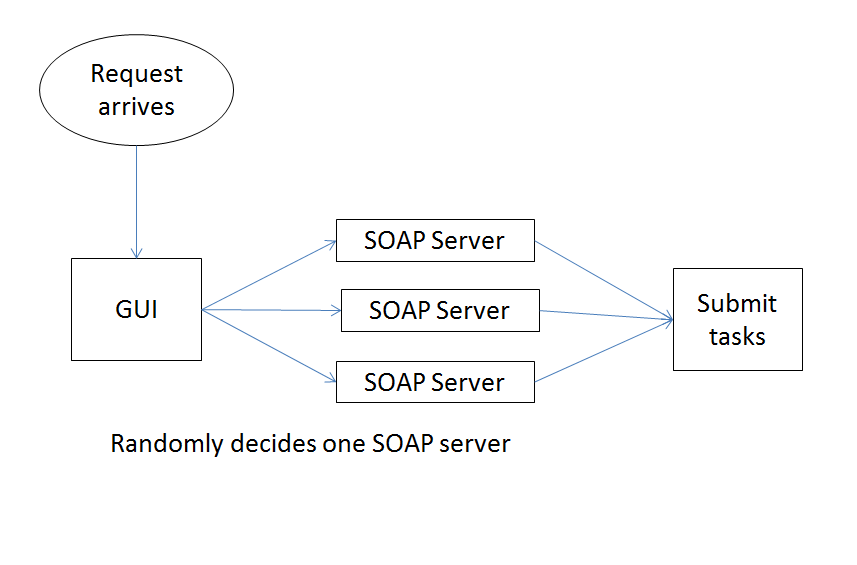 Request
arrives
SOAP Server
GUI
SOAP Server
Submit
tasks
SOAP Server
Randomly decides one SOAP server